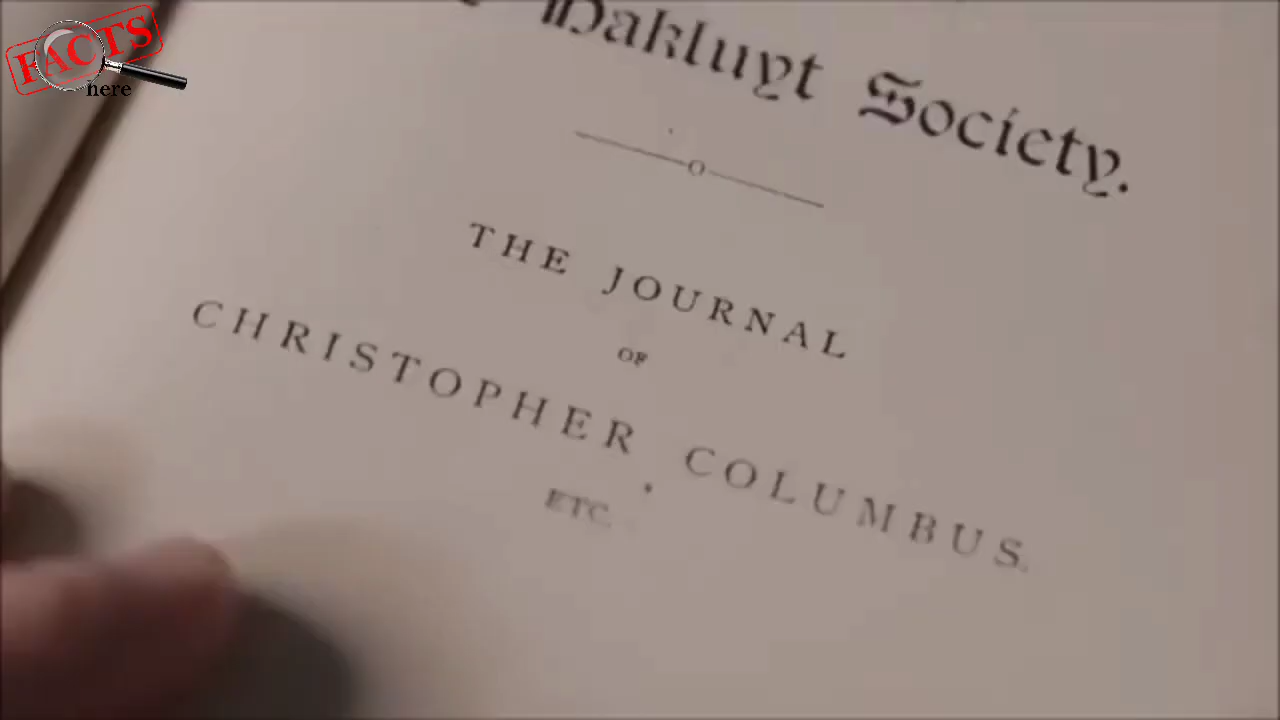 FACTS
here
Hakluyt Society.
THE JOURNAL
OF
CHRISTOPHER COLUMBUS.
ETC.